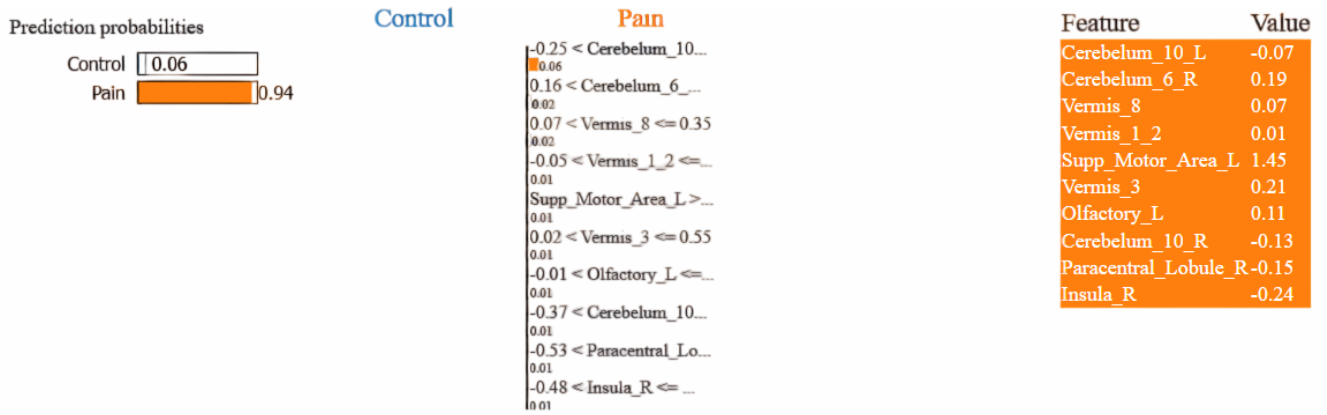 Prediction probabilities
Control 0.06
Pain 0.94
Control Pain
-0.25 < Cerebelum_10...
0.06
0.16 < Cerebelum_6_...
0.02
0.07 < Vermis_8 <= 0.35
0.02
-0.05 < Vermis_1_2 <=...
0.01
Supp_Motor_Area_L >...
0.01
0.02 < Vermis_3 <= 0.55
0.01
-0.01 < Olfactory_L <=...
0.01
-0.37 < Cerebelum_10...
0.01
-0.53 < Paracentral_Lo...
0.01
-0.48 < Insula_R <= ...
0.01
Feature Value
Cerebelum_10_L -0.07
Cerebelum_6_R 0.19
Vermis_8 0.07
Vermis_1_2 0.01
Supp_Motor_Area_L 1.45
Vermis_3 0.21
Olfactory_L 0.11
Cerebelum_10_R -0.13
Paracentral_Lobule_R -0.15
Insula_R -0.24